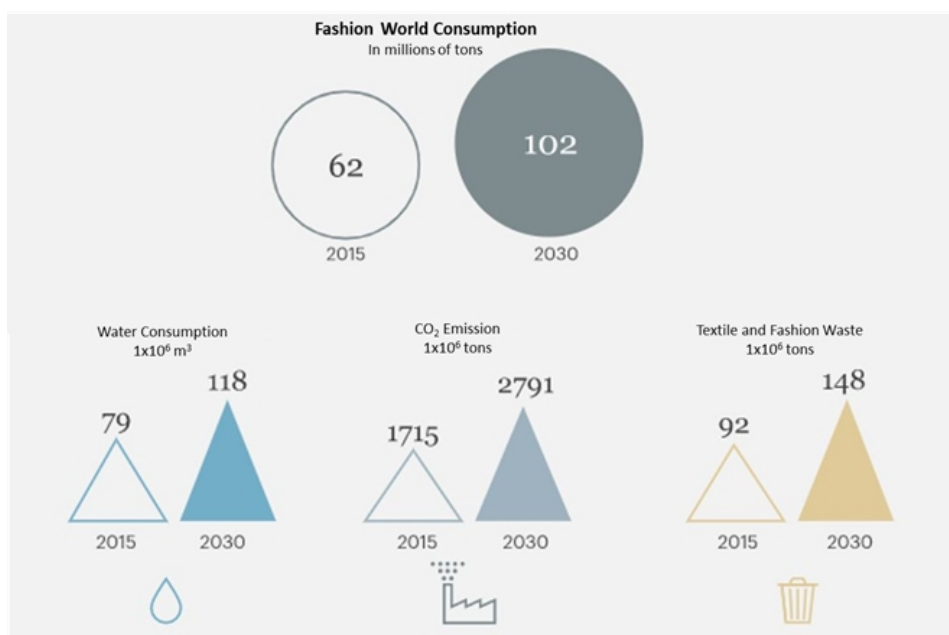 Fashion World Consumption
In millions of tons
62
102
2015
2030
Water Consumption
1x10⁶ m³
79
118
2015
2030
CO₂ Emission
1x10⁶ tons
1715
2791
2015
2030
Textile and Fashion Waste
1x10⁶ tons
92
148
2015
2030